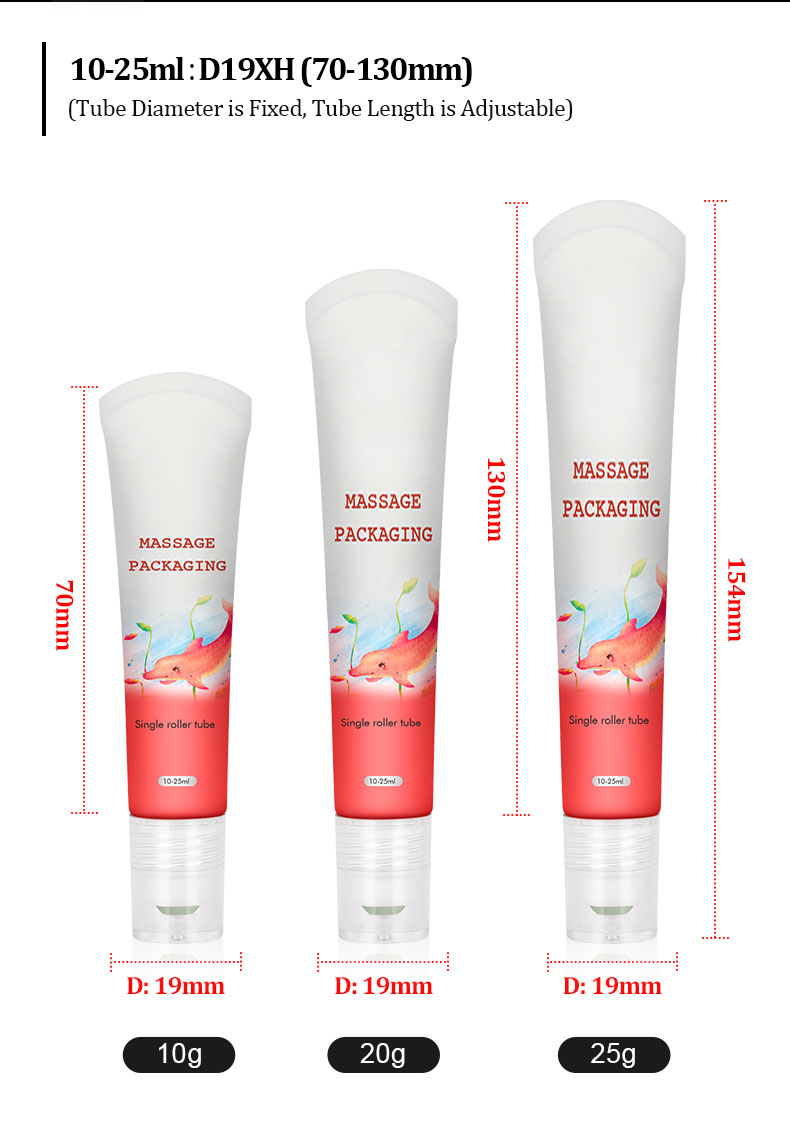 10-25ml : D19XH (70-130mm)
(Tube Diameter is Fixed, Tube Length is Adjustable)
70mm
130mm
154mm
MASSAGE
PACKAGING
Single roller tube
10-25ml
MASSAGE
PACKAGING
Single roller tube
10-25ml
MASSAGE
PACKAGING
Single roller tube
10-25ml
D: 19mm
D: 19mm
D: 19mm
10g
20g
25g